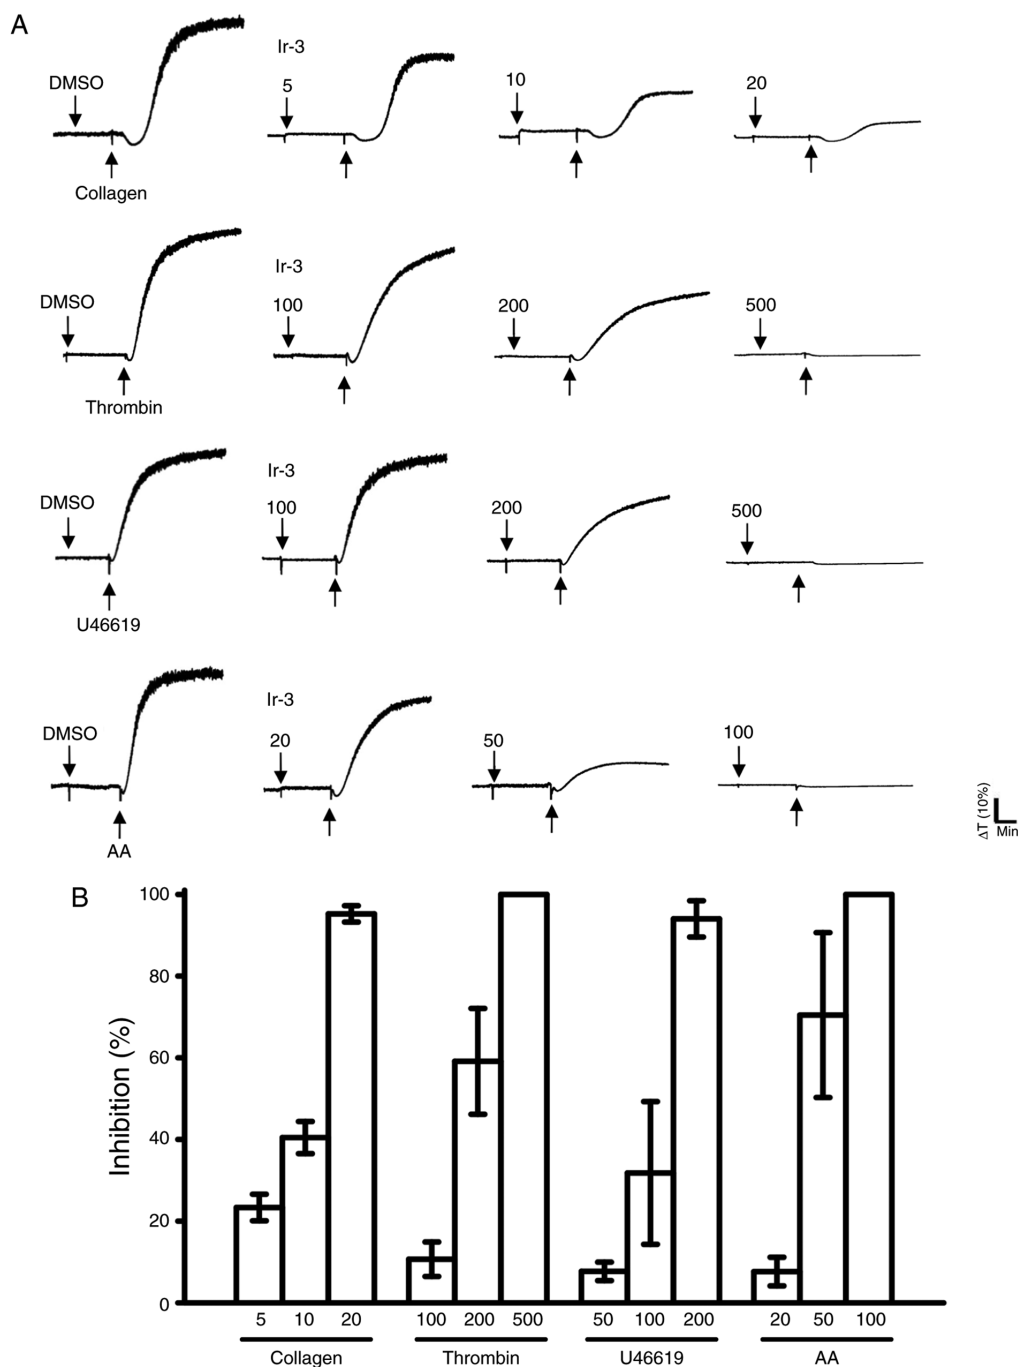 A
DMSO
Collagen
Ir-3
5
10
20
DMSO
Thrombin
Ir-3
100
200
500
DMSO
U46619
Ir-3
100
200
500
DMSO
AA
Ir-3
20
50
100
ΔT (10%)
Min
B
Inhibition (%)
100
80
60
40
20
0
5 10 20 100 200 500 50 100 200 20 50 100
Collagen Thrombin U46619 AA